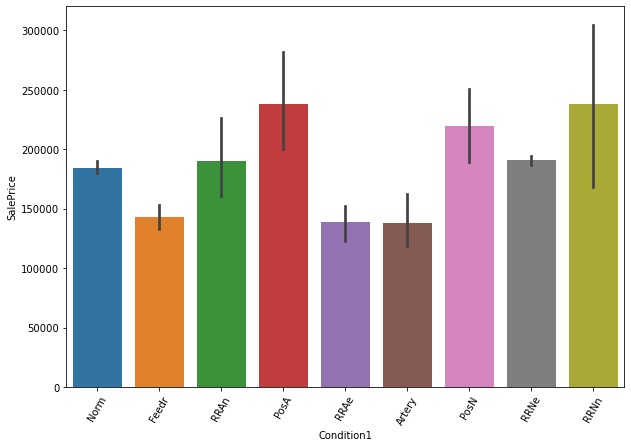 300000
250000
200000
150000
100000
50000
0
SalePrice
Norm
Feedr
RRAn
PosA
RRAe
Artery
PosN
RRNe
RRNn
Condition1